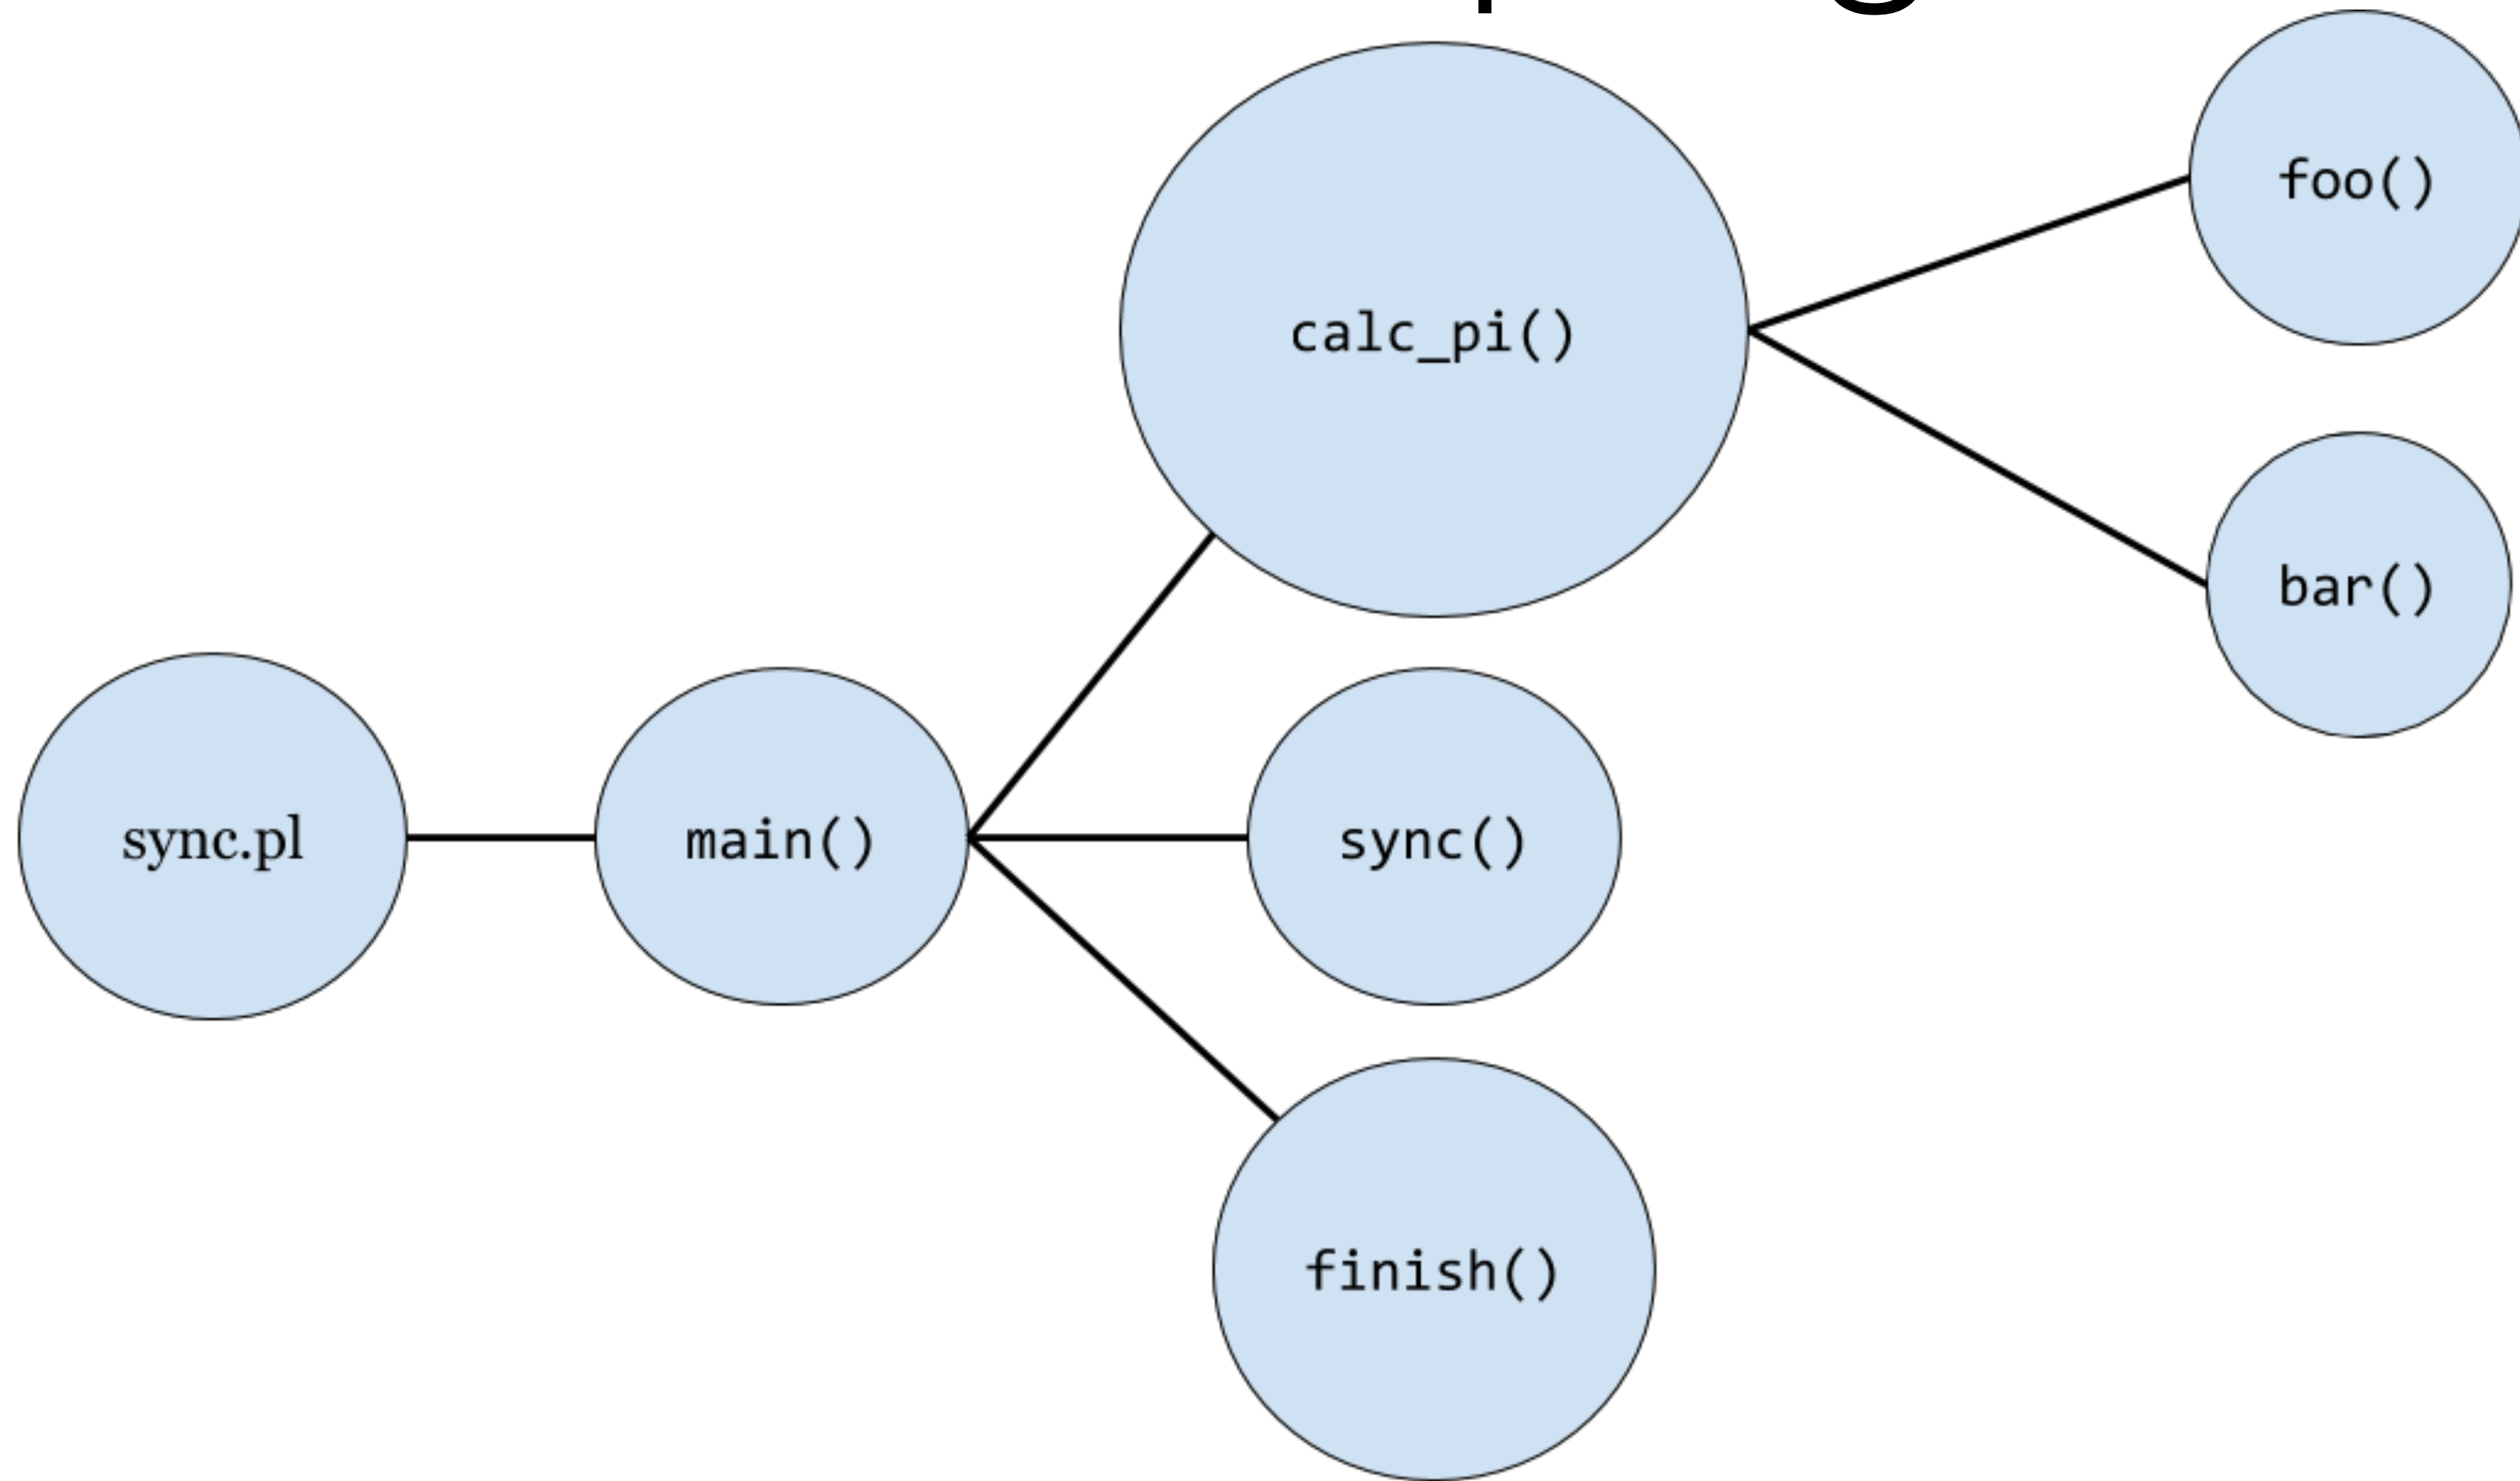 foo()
calc_pi()
bar()
sync.pl
main()
sync()
finish()